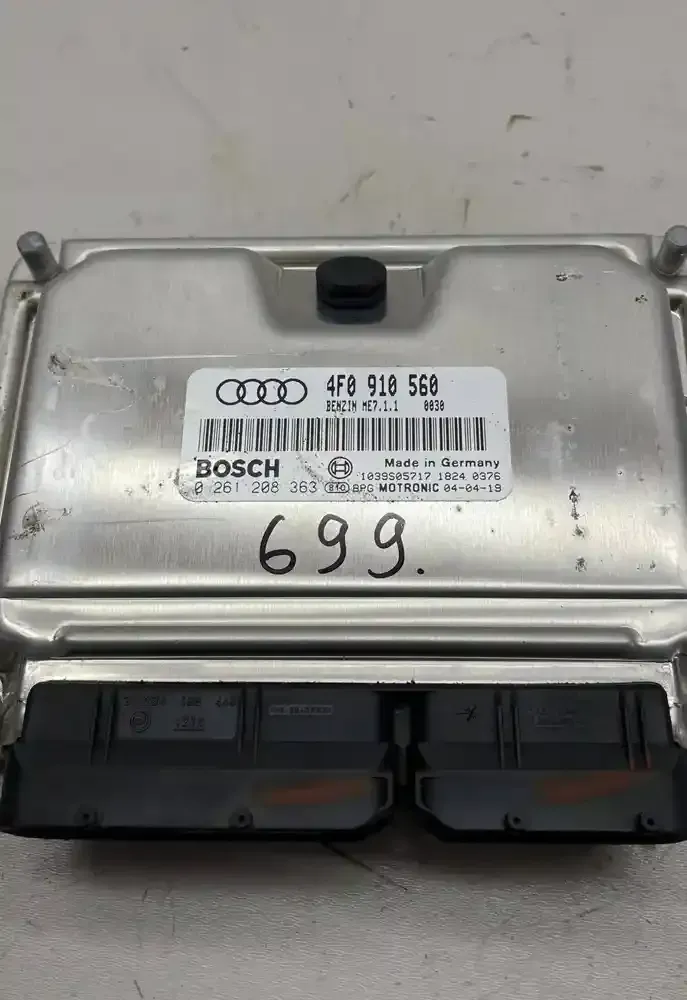 4F0 910 560
BENZIN ME7.1.1 0030
BOSCH Made in Germany
1039S05717 1824 0376
0 261 208 363 BPG MOTRONIC 04-04-19
699.